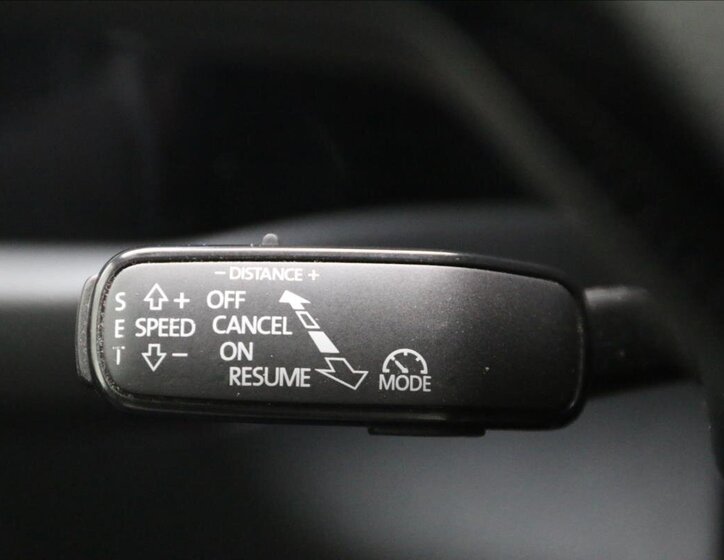 – DISTANCE +
SET
+
SPEED
–
OFF
CANCEL
ON
RESUME
MODE